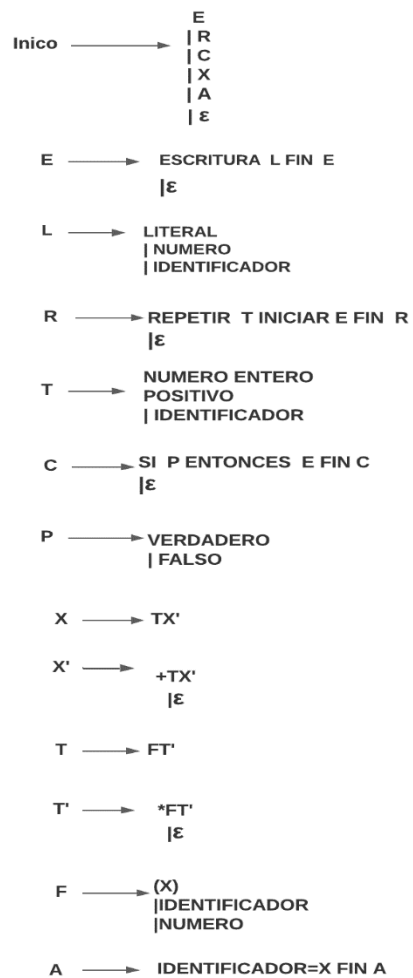 E
Inico
| R
| C
| X
| A
| ε
E ESCRITURA L FIN E
|ε
L LITERAL
| NUMERO
| IDENTIFICADOR
R REPETIR T INICIAR E FIN R
|ε
T NUMERO ENTERO
POSITIVO
| IDENTIFICADOR
C SI P ENTONCES E FIN C
|ε
P VERDADERO
| FALSO
X TX'
X' +TX'
|ε
T FT'
T' *FT'
|ε
F (X)
|IDENTIFICADOR
|NUMERO
A IDENTIFICADOR=X FIN A